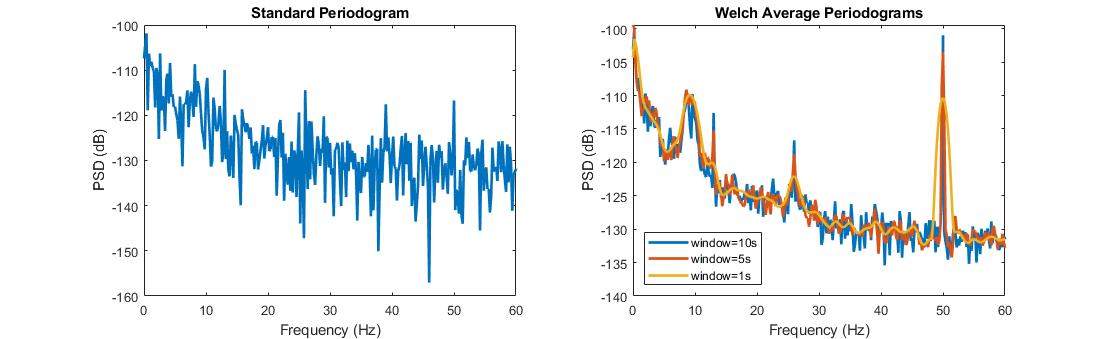 Standard Periodogram
-100
-110
-120
-130
-140
-150
-160
PSD (dB)
0 10 20 30 40 50 60
Frequency (Hz)
Welch Average Periodograms
-100
-105
-110
-115
-120
-125
-130
-135
-140
PSD (dB)
window=10s
window=5s
window=1s
0 10 20 30 40 50 60
Frequency (Hz)